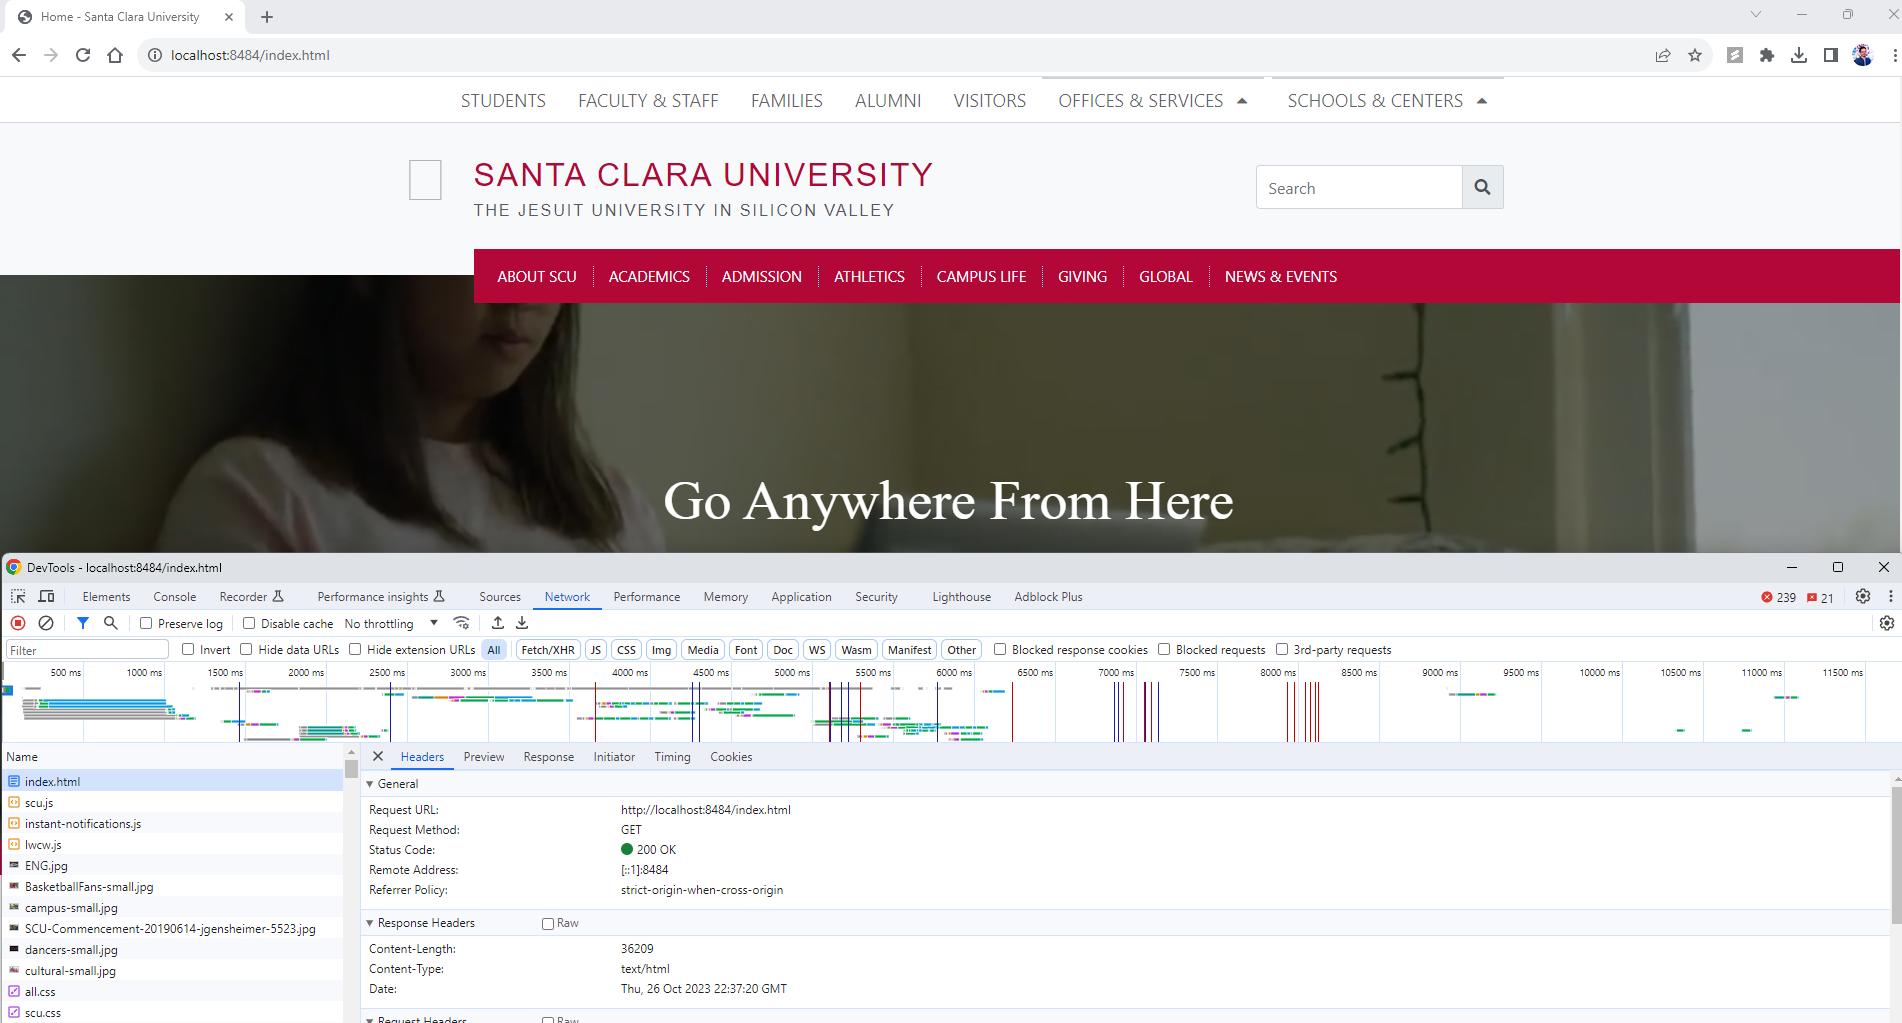 Home - Santa Clara University
localhost:8484/index.html
STUDENTS FACULTY & STAFF FAMILIES ALUMNI VISITORS OFFICES & SERVICES SCHOOLS & CENTERS
SANTA CLARA UNIVERSITY
THE JESUIT UNIVERSITY IN SILICON VALLEY
Search
ABOUT SCU ACADEMICS ADMISSION ATHLETICS CAMPUS LIFE GIVING GLOBAL NEWS & EVENTS
Go Anywhere From Here
DevTools - localhost:8484/index.html
Elements Console Recorder Performance insights Sources Network Performance Memory Application Security Lighthouse Adblock Plus 239 21
Preserve log Disable cache No throttling
Filter Invert Hide data URLs Hide extension URLs All Fetch/XHR JS CSS Img Media Font Doc WS Wasm Manifest Other Blocked response cookies Blocked requests 3rd-party requests
500 ms 1000 ms 1500 ms 2000 ms 2500 ms 3000 ms 3500 ms 4000 ms 4500 ms 5000 ms 5500 ms 6000 ms 6500 ms 7000 ms 7500 ms 8000 ms 8500 ms 9000 ms 9500 ms 10000 ms 10500 ms 11000 ms 11500 ms
Name
index.html
scu.js
instant-notifications.js
lwcw.js
ENG.jpg
BasketballFans-small.jpg
campus-small.jpg
SCU-Commencement-20190614-jgensheimer-5523.jpg
dancers-small.jpg
cultural-small.jpg
all.css
scu.css
Headers Preview Response Initiator Timing Cookies
General
Request URL: http://localhost:8484/index.html
Request Method: GET
Status Code: 200 OK
Remote Address: [::1]:8484
Referrer Policy: strict-origin-when-cross-origin
Response Headers Raw
Content-Length: 36209
Content-Type: text/html
Date: Thu, 26 Oct 2023 22:37:20 GMT
Request Headers Raw